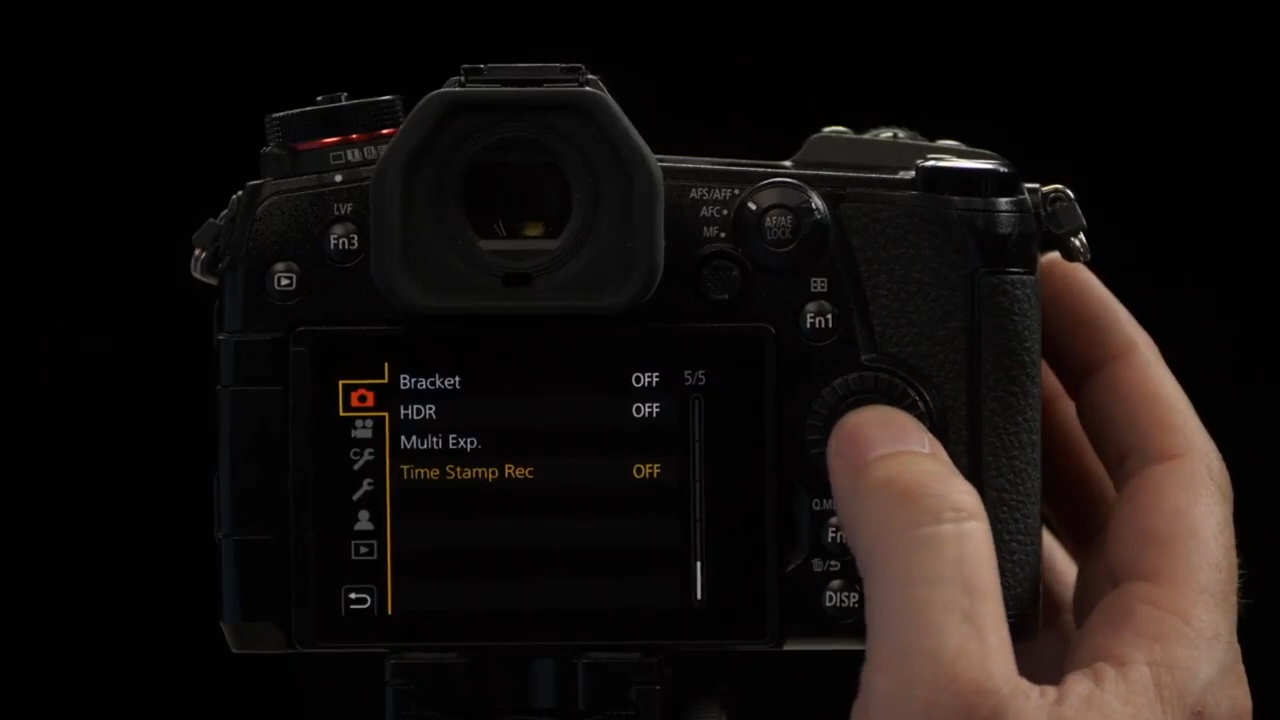 LVF
Fn3
AFS/AFF
AFC
MF
AF/AE
LOCK
Fn1
Bracket OFF 5/5
HDR OFF
Multi Exp.
Time Stamp Rec OFF
C
Q.M
Fn
DISP.